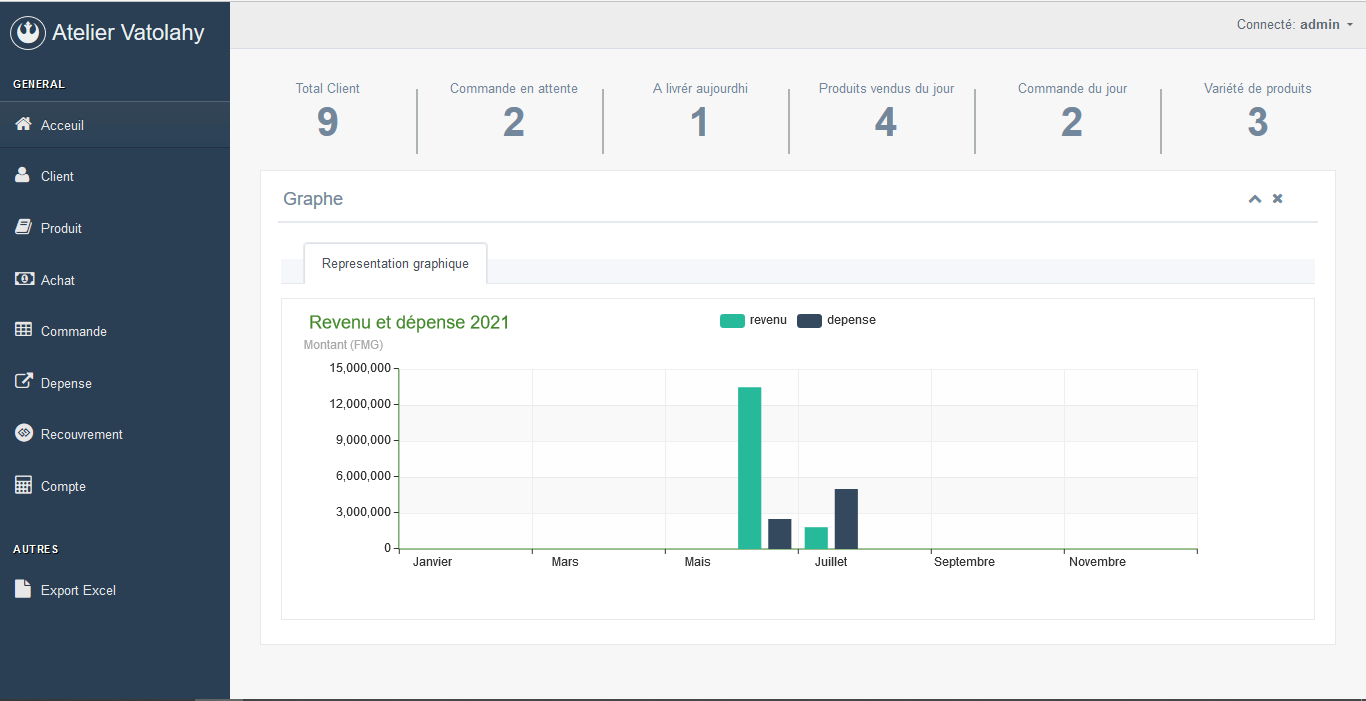 Atelier Vatolahy
Connecté: admin
GENERAL
Acceuil
Client
Produit
Achat
Commande
Depense
Recouvrement
Compte
AUTRES
Export Excel
Total Client
9
Commande en attente
2
A livrér aujourdhi
1
Produits vendus du jour
4
Commande du jour
2
Variété de produits
3
Graphe
Representation graphique
Revenu et dépense 2021
revenu depense
Montant (FMG)
15,000,000
12,000,000
9,000,000
6,000,000
3,000,000
0
Janvier Mars Mais Juillet Septembre Novembre